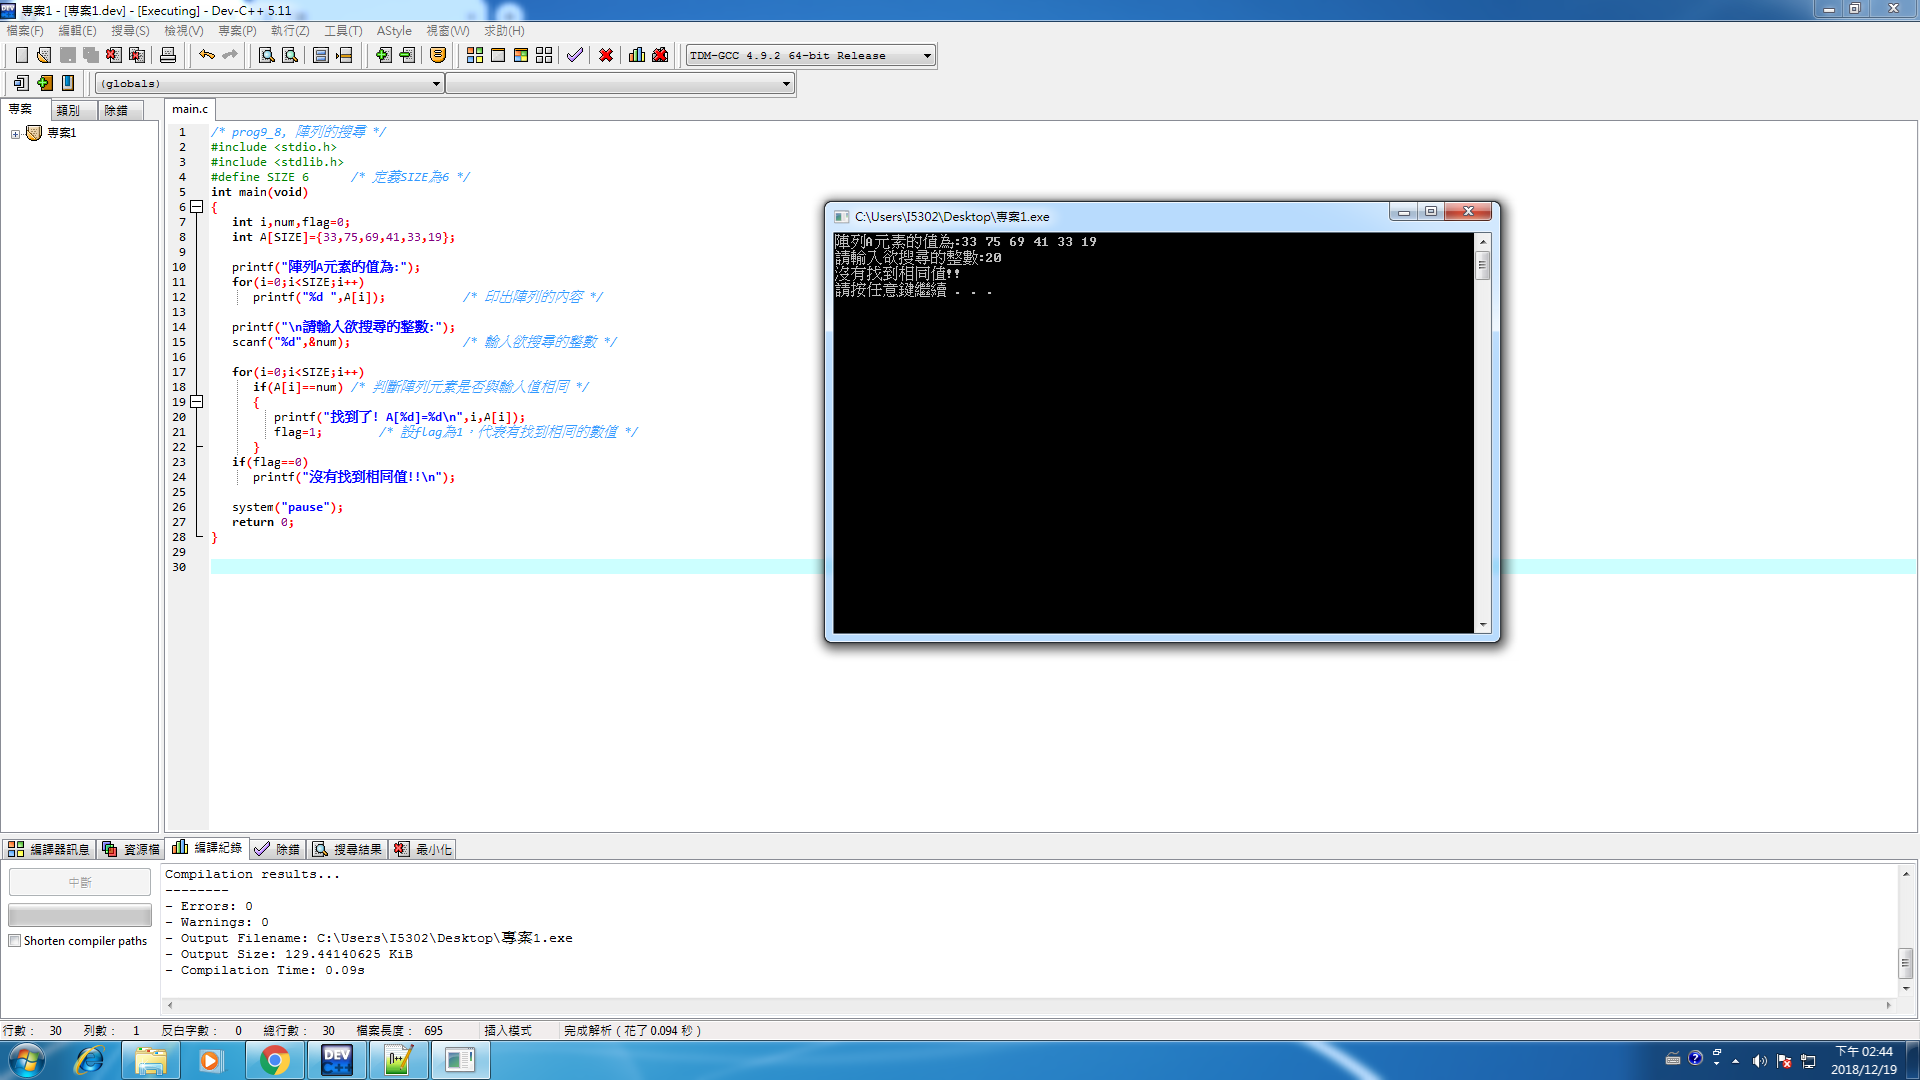 專案1 - [專案1.dev] - [Executing] - Dev-C++ 5.11
檔案(F) 編輯(E) 搜尋(S) 檢視(V) 專案(P) 執行(Z) 工具(T) AStyle 視窗(W) 求助(H)
TDM-GCC 4.9.2 64-bit Release
(globals)
專案 類別 除錯 main.c
專案1
1 /* prog9_8, 陣列的搜尋 */
2 #include <stdio.h>
3 #include <stdlib.h>
4 #define SIZE 6 /* 定義SIZE為6 */
5 int main(void)
6 {
7 int i,num,flag=0;
8 int A[SIZE]={33,75,69,41,33,19};
9
10 printf("陣列A元素的值為:");
11 for(i=0;i<SIZE;i++)
12 printf("%d ",A[i]); /* 印出陣列的內容 */
13
14 printf("\n請輸入欲搜尋的整數:");
15 scanf("%d",&num); /* 輸入欲搜尋的整數 */
16
17 for(i=0;i<SIZE;i++)
18 if(A[i]==num) /* 判斷陣列元素是否與輸入值相同 */
19 {
20 printf("找到了! A[%d]=%d\n",i,A[i]);
21 flag=1; /* 設flag為1，代表有找到相同的數值 */
22 }
23 if(flag==0)
24 printf("沒有找到相同值!!\n");
25
26 system("pause");
27 return 0;
28 }
29
30
C:\Users\I5302\Desktop\專案1.exe
陣列A元素的值為:33 75 69 41 33 19
請輸入欲搜尋的整數:20
沒有找到相同值!!
請按任意鍵繼續 . . .
編譯器訊息 資源檔 編譯紀錄 除錯 搜尋結果 最小化
中斷
Shorten compiler paths
Compilation results...
--------
- Errors: 0
- Warnings: 0
- Output Filename: C:\Users\I5302\Desktop\專案1.exe
- Output Size: 129.44140625 KiB
- Compilation Time: 0.09s
行數： 30 列數： 1 反白字數： 0 總行數： 30 檔案長度： 695 插入模式 完成解析 ( 花了 0.094 秒 )
DEV C++
下午 02:44
2018/12/19